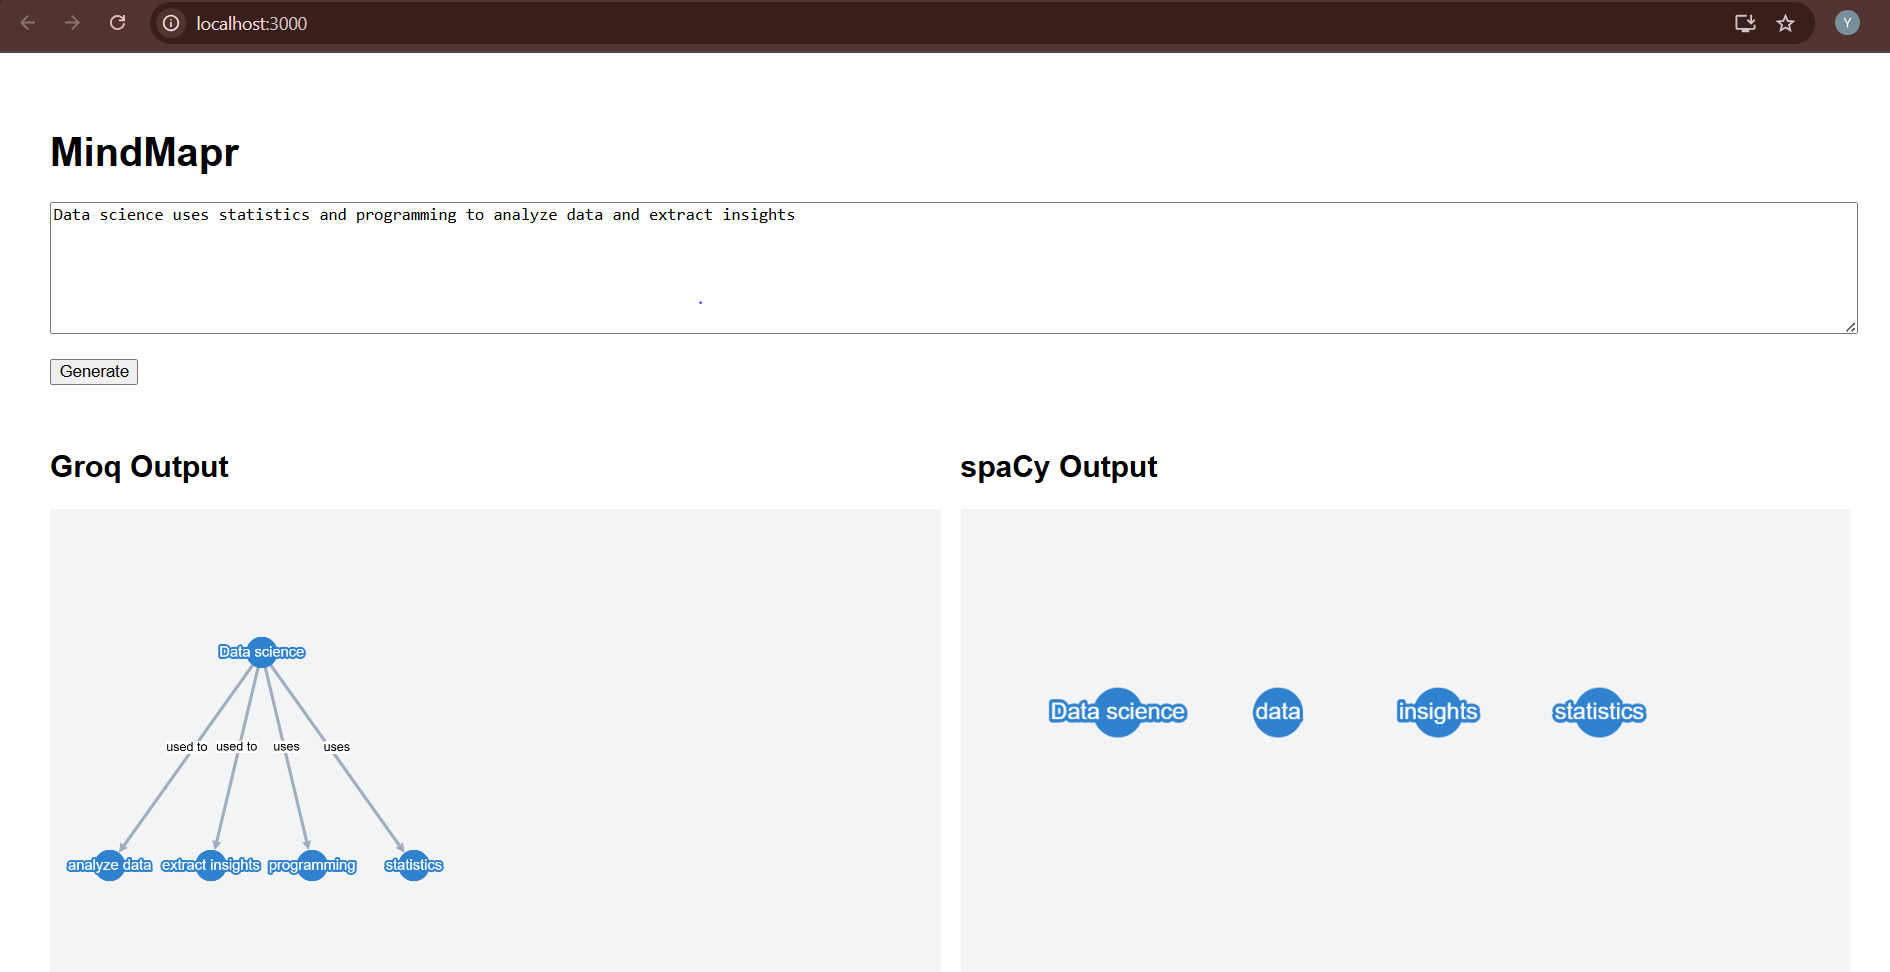 localhost:3000
Y
MindMapr
Data science uses statistics and programming to analyze data and extract insights
Generate
Groq Output
Data science
used to used to uses uses
analyze data extract insights programming statistics
spaCy Output
Data science data insights statistics